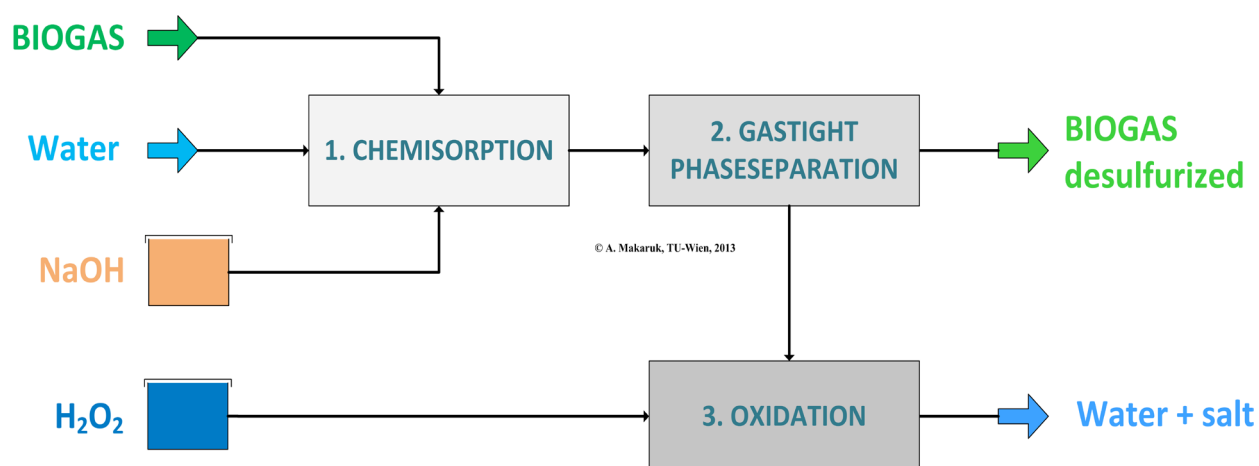 BIOGAS
Water
1. CHEMISORPTION
2. GASTIGHT
PHASESEPARATION
BIOGAS
desulfurized
© A. Makaruk, TU-Wien, 2013
NaOH
H₂O₂
3. OXIDATION
Water + salt